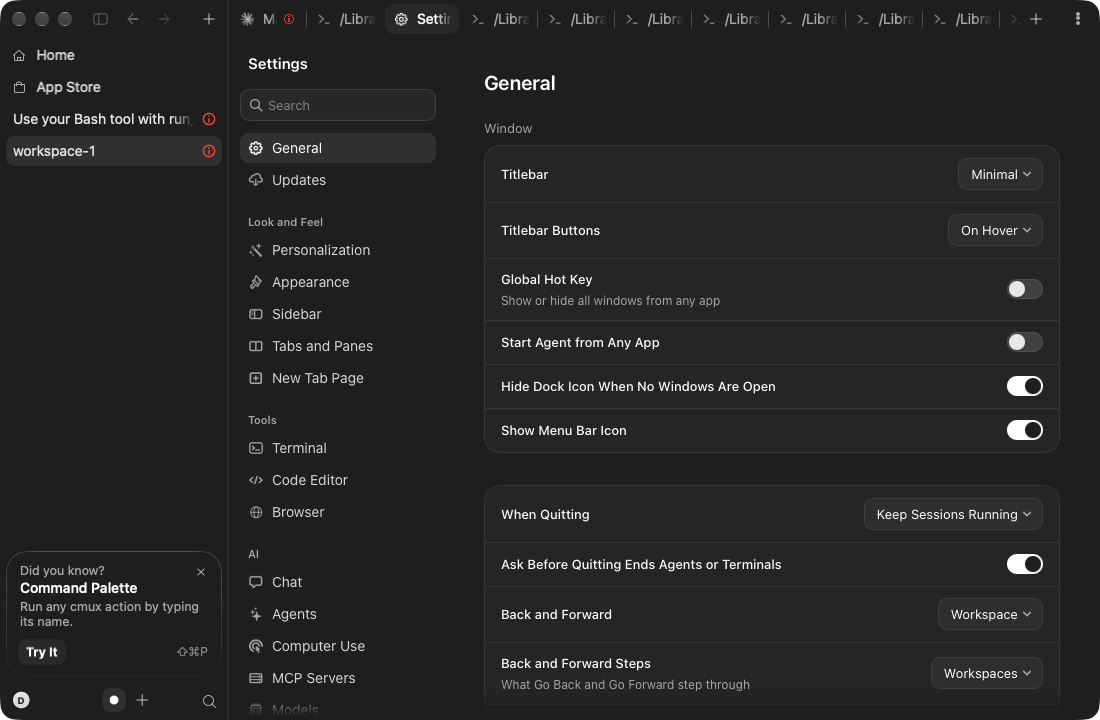 Home
App Store
Use your Bash tool with run_
workspace-1
Did you know?
Command Palette
Run any cmux action by typing
its name.
Try It
⇧⌘P
D
/Libra
Settin
/Libra
/Libra
/Libra
/Libra
/Libra
/Libra
/Libra
Settings
Search
General
Updates
Look and Feel
Personalization
Appearance
Sidebar
Tabs and Panes
New Tab Page
Tools
Terminal
Code Editor
Browser
AI
Chat
Agents
Computer Use
MCP Servers
Models
General
Window
Titlebar
Minimal
Titlebar Buttons
On Hover
Global Hot Key
Show or hide all windows from any app
Start Agent from Any App
Hide Dock Icon When No Windows Are Open
Show Menu Bar Icon
When Quitting
Keep Sessions Running
Ask Before Quitting Ends Agents or Terminals
Back and Forward
Workspace
Back and Forward Steps
What Go Back and Go Forward step through
Workspaces